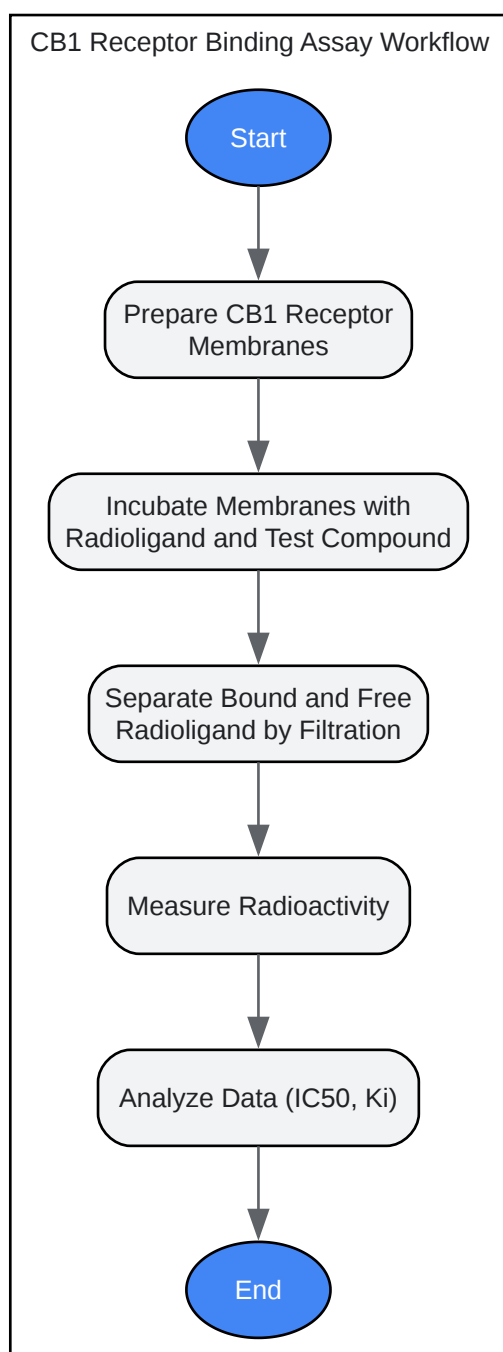 CB1 Receptor Binding Assay Workflow
Start
Prepare CB1 Receptor
Membranes
Incubate Membranes with
Radioligand and Test Compound
Separate Bound and Free
Radioligand by Filtration
Measure Radioactivity
Analyze Data (IC50, Ki)
End